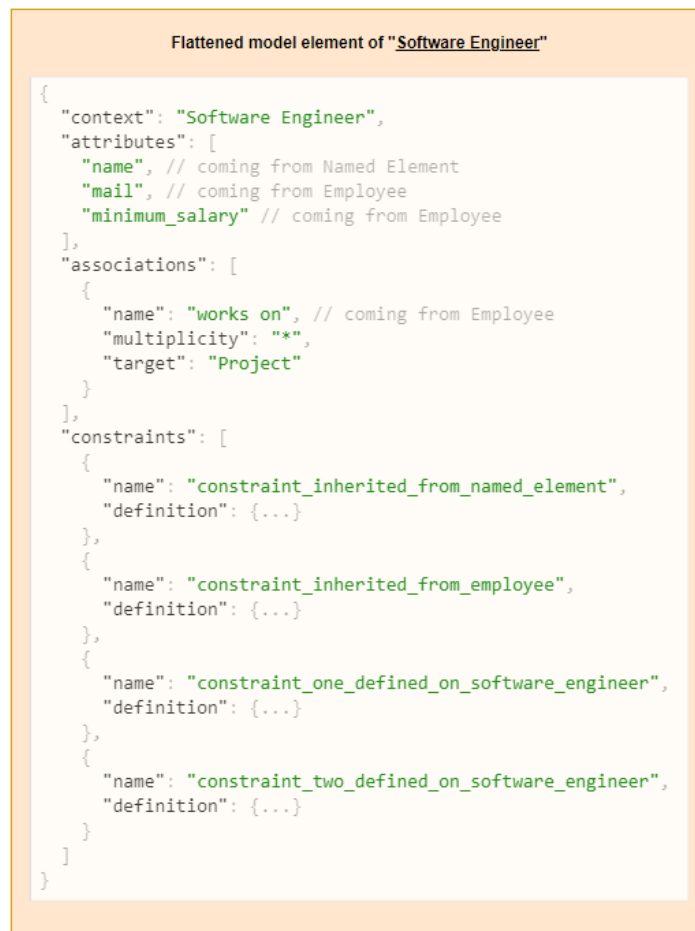 Flattened model element of "Software Engineer"
{
  "context": "Software Engineer",
  "attributes": [
    "name", // coming from Named Element
    "mail", // coming from Employee
    "minimum_salary" // coming from Employee
  ],
  "associations": [
    {
      "name": "works on", // coming from Employee
      "multiplicity": "*",
      "target": "Project"
    }
  ],
  "constraints": [
    {
      "name": "constraint_inherited_from_named_element",
      "definition": {...}
    },
    {
      "name": "constraint_inherited_from_employee",
      "definition": {...}
    },
    {
      "name": "constraint_one_defined_on_software_engineer",
      "definition": {...}
    },
    {
      "name": "constraint_two_defined_on_software_engineer",
      "definition": {...}
    }
  ]
}